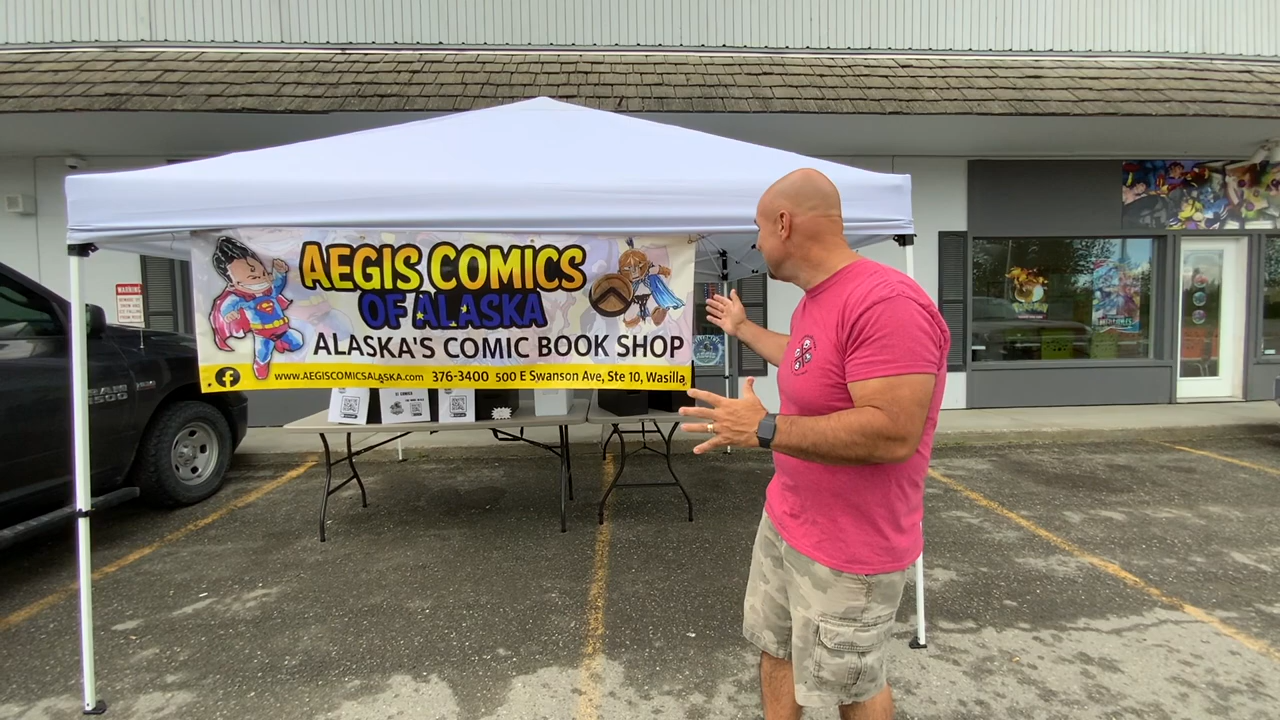 AEGIS COMICS
OF ALASKA
ALASKA'S COMIC BOOK SHOP
www.AEGISCOMICSALASKA.com 376-3400 500 E Swanson Ave, Ste 10, Wasilla
WARNING
AEGIS
RAM
1500